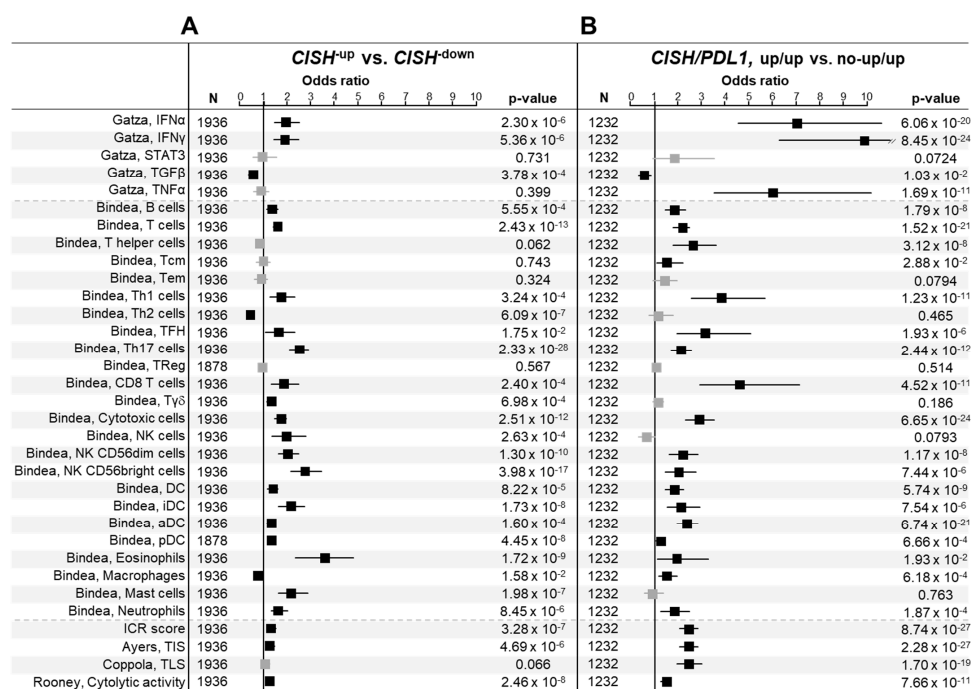 A B
CISH-up vs. CISH-down CISH/PDL1, up/up vs. no-up/up
Odds ratio Odds ratio
N 0 1 2 3 4 5 6 7 8 9 10 p-value N 0 1 2 3 4 5 6 7 8 9 10 p-value
Gatza, IFNα 1936 2.30 x 10-6 1232 6.06 x 10-20
Gatza, IFNγ 1936 5.36 x 10-6 1232 8.45 x 10-24
Gatza, STAT3 1936 0.731 1232 0.0724
Gatza, TGFβ 1936 3.78 x 10-4 1232 1.03 x 10-2
Gatza, TNFα 1936 0.399 1232 1.69 x 10-11
Bindea, B cells 1936 5.55 x 10-4 1232 1.79 x 10-8
Bindea, T cells 1936 2.43 x 10-13 1232 1.52 x 10-21
Bindea, T helper cells 1936 0.062 1232 3.12 x 10-8
Bindea, Tcm 1936 0.743 1232 2.88 x 10-2
Bindea, Tem 1936 0.324 1232 0.0794
Bindea, Th1 cells 1936 3.24 x 10-4 1232 1.23 x 10-11
Bindea, Th2 cells 1936 6.09 x 10-7 1232 0.465
Bindea, TFH 1936 1.75 x 10-2 1232 1.93 x 10-6
Bindea, Th17 cells 1936 2.33 x 10-28 1232 2.44 x 10-12
Bindea, TReg 1878 0.567 1232 0.514
Bindea, CD8 T cells 1936 2.40 x 10-4 1232 4.52 x 10-11
Bindea, Tγδ 1936 6.98 x 10-4 1232 0.186
Bindea, Cytotoxic cells 1936 2.51 x 10-12 1232 6.65 x 10-24
Bindea, NK cells 1936 2.63 x 10-4 1232 0.0793
Bindea, NK CD56dim cells 1936 1.30 x 10-10 1232 1.17 x 10-8
Bindea, NK CD56bright cells 1936 3.98 x 10-17 1232 7.44 x 10-6
Bindea, DC 1936 8.22 x 10-5 1232 5.74 x 10-9
Bindea, iDC 1936 1.73 x 10-8 1232 7.54 x 10-6
Bindea, aDC 1936 1.60 x 10-4 1232 6.74 x 10-21
Bindea, pDC 1878 4.45 x 10-8 1232 6.66 x 10-4
Bindea, Eosinophils 1936 1.72 x 10-9 1232 1.93 x 10-2
Bindea, Macrophages 1936 1.58 x 10-2 1232 6.18 x 10-4
Bindea, Mast cells 1936 1.98 x 10-7 1232 0.763
Bindea, Neutrophils 1936 8.45 x 10-6 1232 1.87 x 10-4
ICR score 1936 3.28 x 10-7 1232 8.74 x 10-27
Ayers, TIS 1936 4.69 x 10-6 1232 2.28 x 10-27
Coppola, TLS 1936 0.066 1232 1.70 x 10-19
Rooney, Cytolytic activity 1936 2.46 x 10-8 1232 7.66 x 10-11